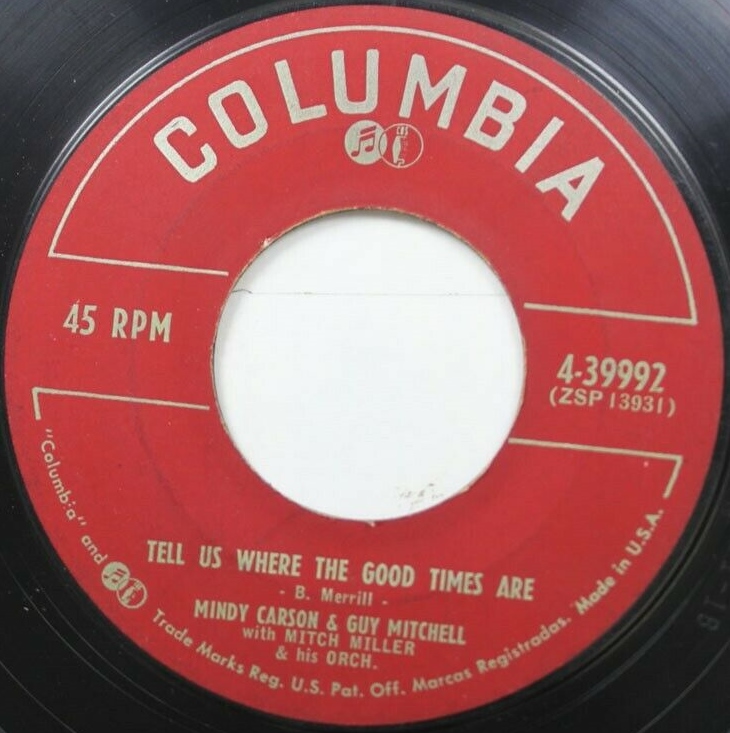 COLUMBIA
45 RPM
4-39992
(ZSP 13931)
TELL US WHERE THE GOOD TIMES ARE
- B. Merrill -
MINDY CARSON & GUY MITCHELL
with MITCH MILLER
& his ORCH.
"Columbia" and Trade Marks Reg. U.S. Pat. Off. Marcas Registradas. Made in U.S.A.